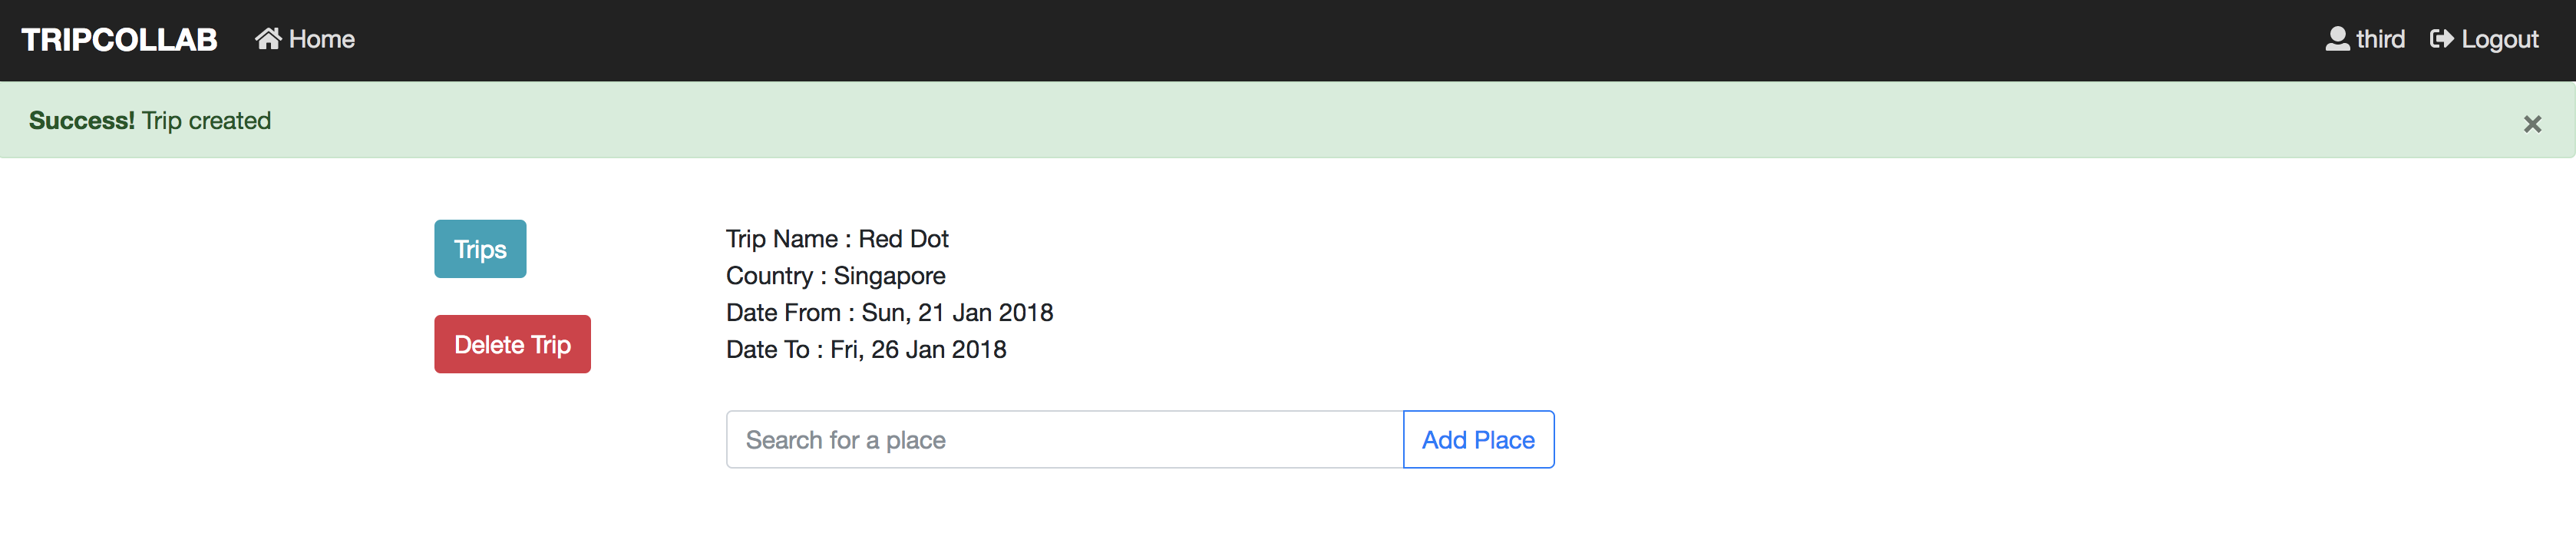 TRIPCOLLAB Home third Logout
Success! Trip created ×
Trips
Delete Trip
Trip Name : Red Dot
Country : Singapore
Date From : Sun, 21 Jan 2018
Date To : Fri, 26 Jan 2018
Search for a place Add Place